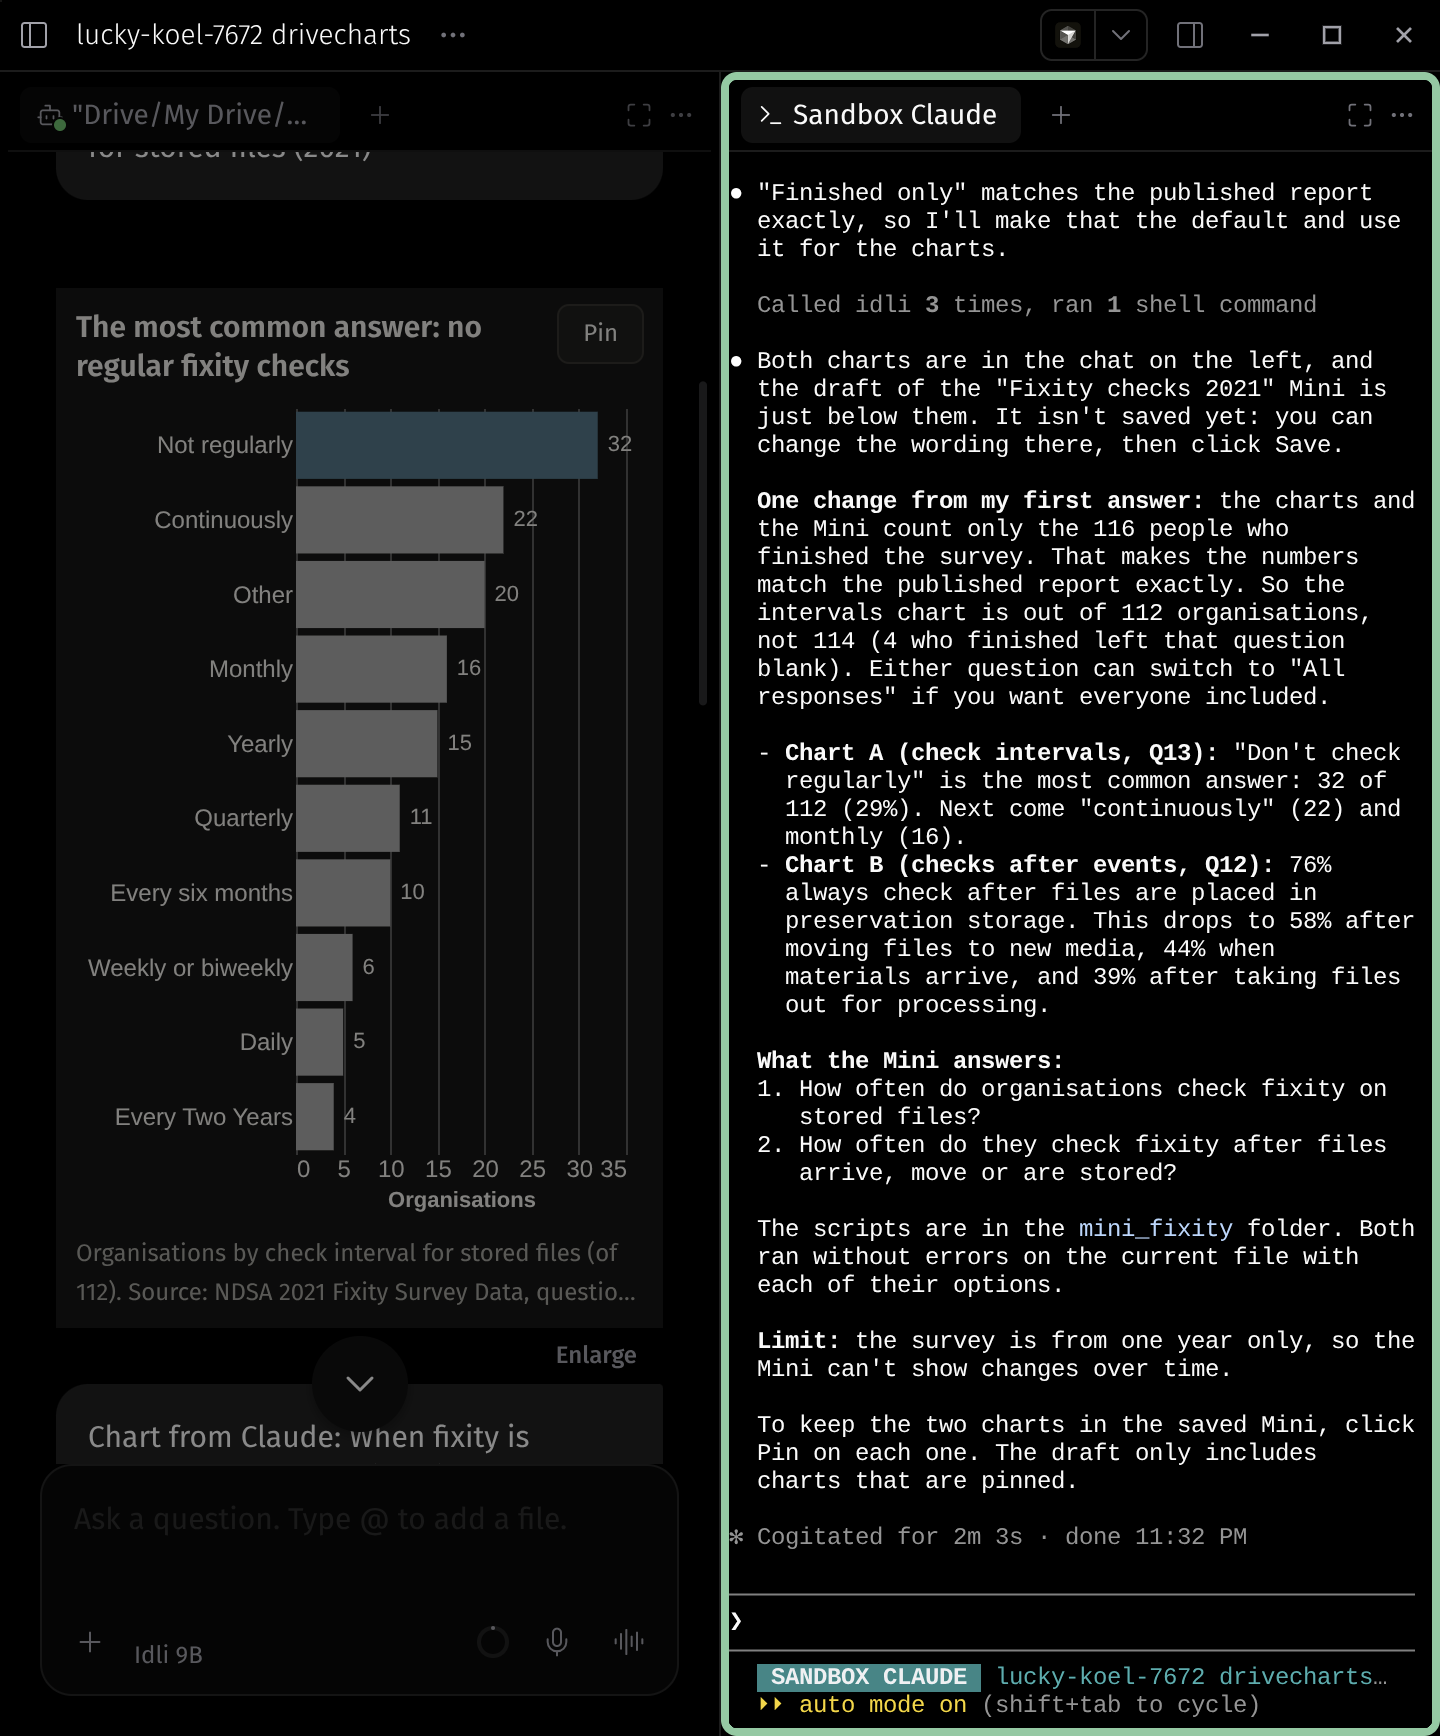 lucky-koel-7672 drivecharts
"Drive/My Drive/...
for stored files (2021)
The most common answer: no
regular fixity checks
Pin
Not regularly 32
Continuously 22
Other 20
Monthly 16
Yearly 15
Quarterly 11
Every six months 10
Weekly or biweekly 6
Daily 5
Every Two Years 4
0 5 10 15 20 25 30 35
Organisations
Organisations by check interval for stored files (of
112). Source: NDSA 2021 Fixity Survey Data, questio...
Enlarge
Chart from Claude: When fixity is
Ask a question. Type @ to add a file.
Idli 9B
>_ Sandbox Claude
● "Finished only" matches the published report
exactly, so I'll make that the default and use
it for the charts.
Called idli 3 times, ran 1 shell command
● Both charts are in the chat on the left, and
the draft of the "Fixity checks 2021" Mini is
just below them. It isn't saved yet: you can
change the wording there, then click Save.
One change from my first answer: the charts and
the Mini count only the 116 people who
finished the survey. That makes the numbers
match the published report exactly. So the
intervals chart is out of 112 organisations,
not 114 (4 who finished left that question
blank). Either question can switch to "All
responses" if you want everyone included.
- Chart A (check intervals, Q13): "Don't check
regularly" is the most common answer: 32 of
112 (29%). Next come "continuously" (22) and
monthly (16).
- Chart B (checks after events, Q12): 76%
always check after files are placed in
preservation storage. This drops to 58% after
moving files to new media, 44% when
materials arrive, and 39% after taking files
out for processing.
What the Mini answers:
1. How often do organisations check fixity on
stored files?
2. How often do they check fixity after files
arrive, move or are stored?
The scripts are in the mini_fixity folder. Both
ran without errors on the current file with
each of their options.
Limit: the survey is from one year only, so the
Mini can't show changes over time.
To keep the two charts in the saved Mini, click
Pin on each one. The draft only includes
charts that are pinned.
✻ Cogitated for 2m 3s · done 11:32 PM
❯
SANDBOX CLAUDE lucky-koel-7672 drivecharts…
⏵⏵ auto mode on (shift+tab to cycle)